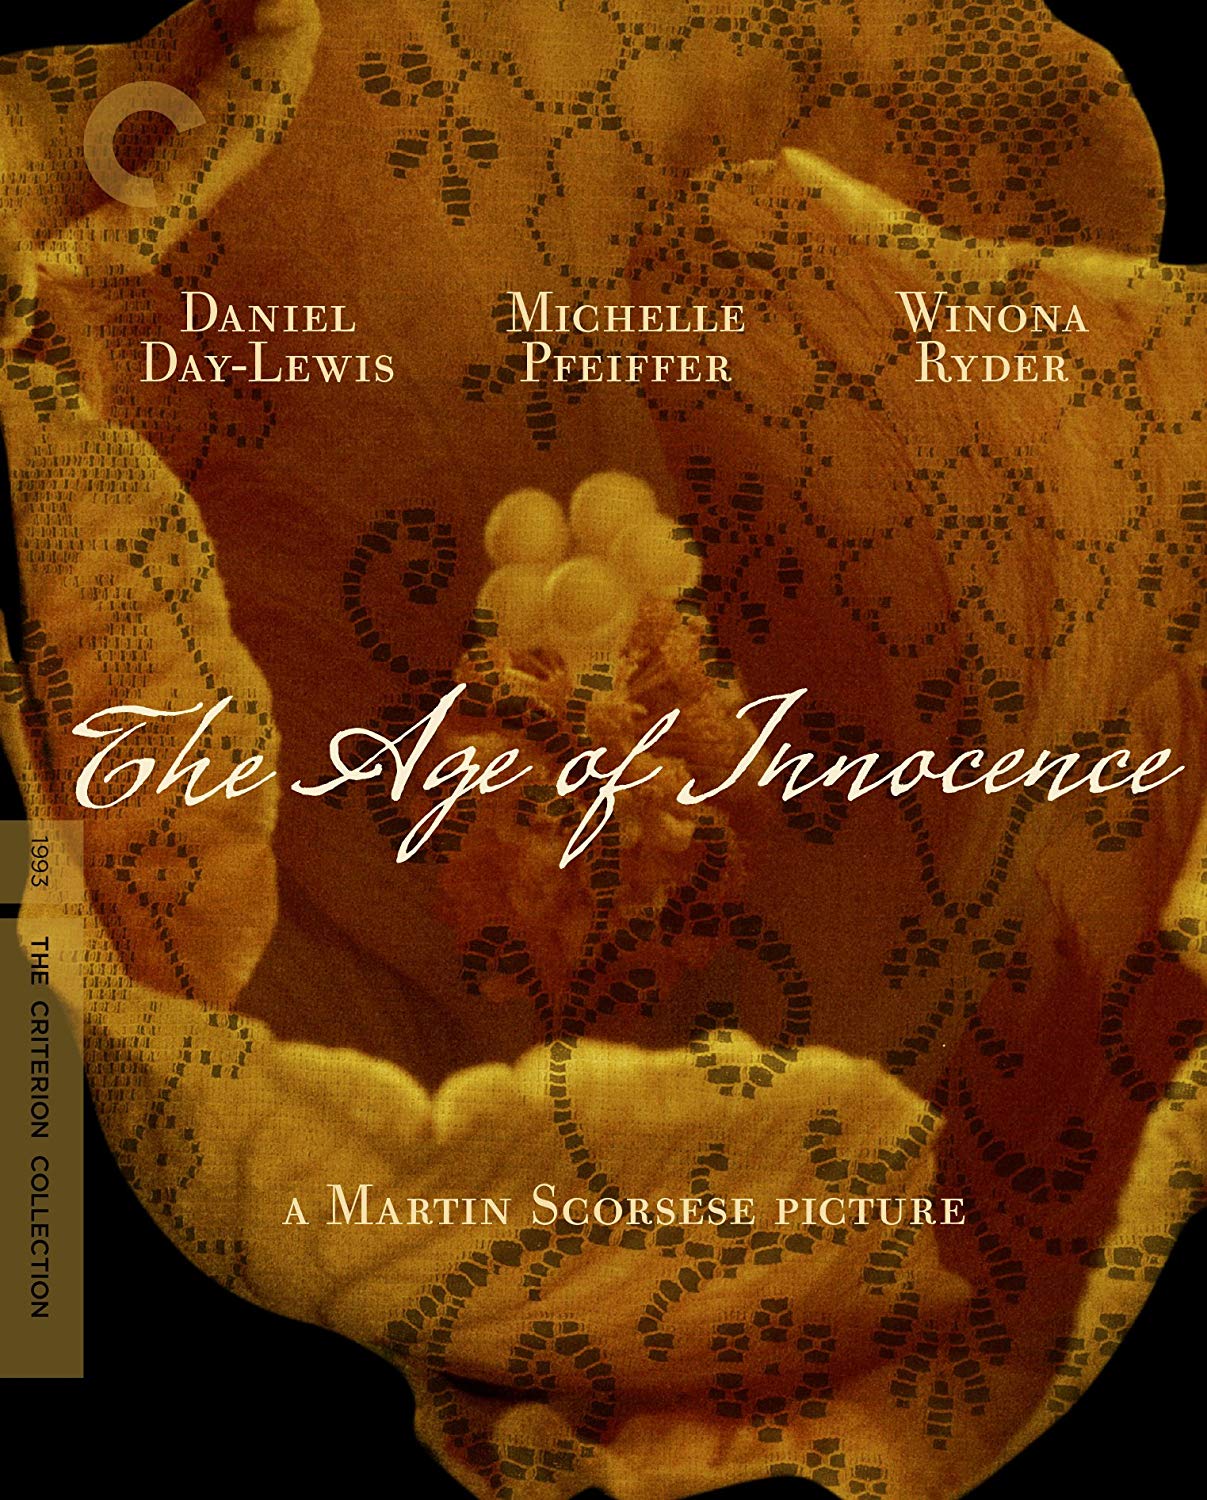 Daniel
Day-Lewis
Michelle
Pfeiffer
Winona
Ryder
The Age of Innocence
a Martin Scorsese picture
1993
THE CRITERION COLLECTION